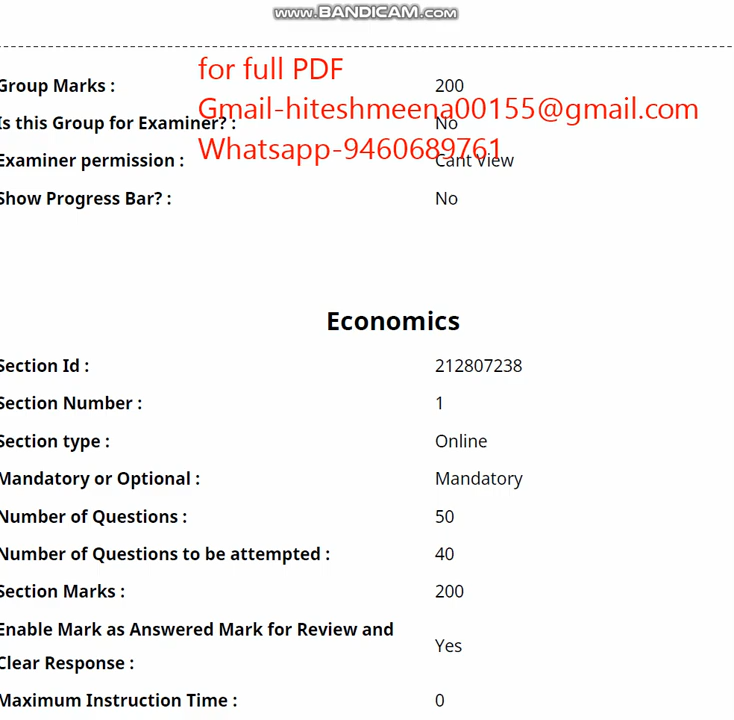 www.BANDICAM.com
for full PDF
Group Marks : 200
Gmail-hiteshmeena00155@gmail.com
Is this Group for Examiner? : No
Whatsapp-9460689761
Examiner permission : Cant View
Show Progress Bar? : No
Economics
Section Id : 212807238
Section Number : 1
Section type : Online
Mandatory or Optional : Mandatory
Number of Questions : 50
Number of Questions to be attempted : 40
Section Marks : 200
Enable Mark as Answered Mark for Review and
Clear Response : Yes
Maximum Instruction Time : 0